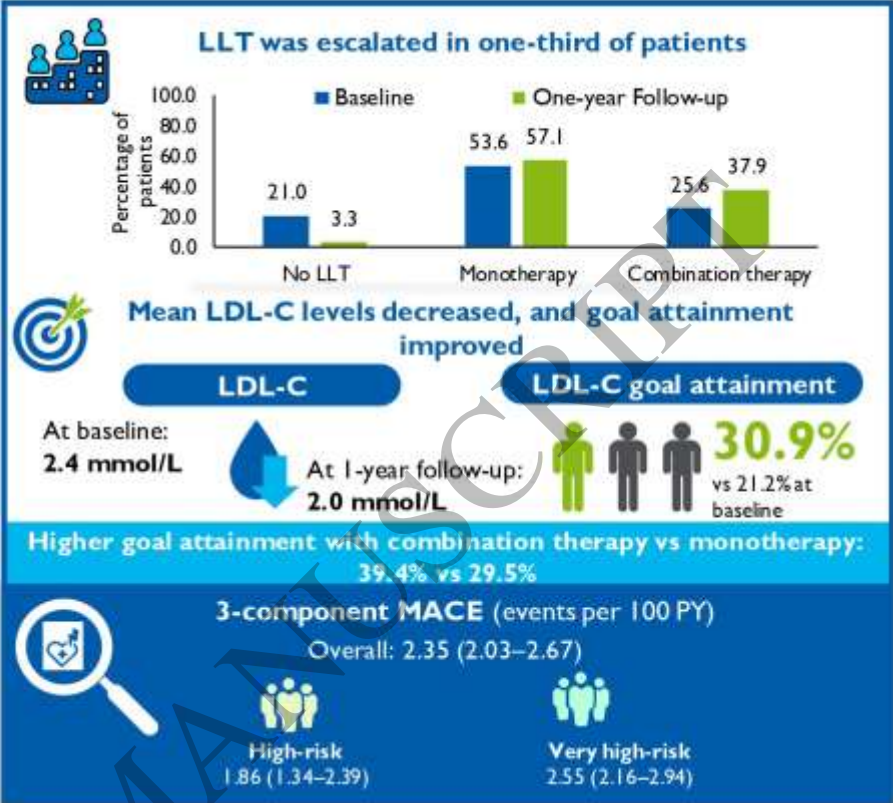 LLT was escalated in one-third of patients
100.0
80.0
60.0
40.0
20.0
0.0
Percentage of
patients
Baseline
One-year Follow-up
21.0
3.3
53.6
57.1
25.6
37.9
No LLT
Monotherapy
Combination therapy
Mean LDL-C levels decreased, and goal attainment
improved
LDL-C
LDL-C goal attainment
At baseline:
2.4 mmol/L
At 1-year follow-up:
2.0 mmol/L
30.9%
vs 21.2% at
baseline
Higher goal attainment with combination therapy vs monotherapy:
39.4% vs 29.5%
3-component MACE (events per 100 PY)
Overall: 2.35 (2.03–2.67)
High-risk
1.86 (1.34–2.39)
Very high-risk
2.55 (2.16–2.94)
MANUSCRIPT